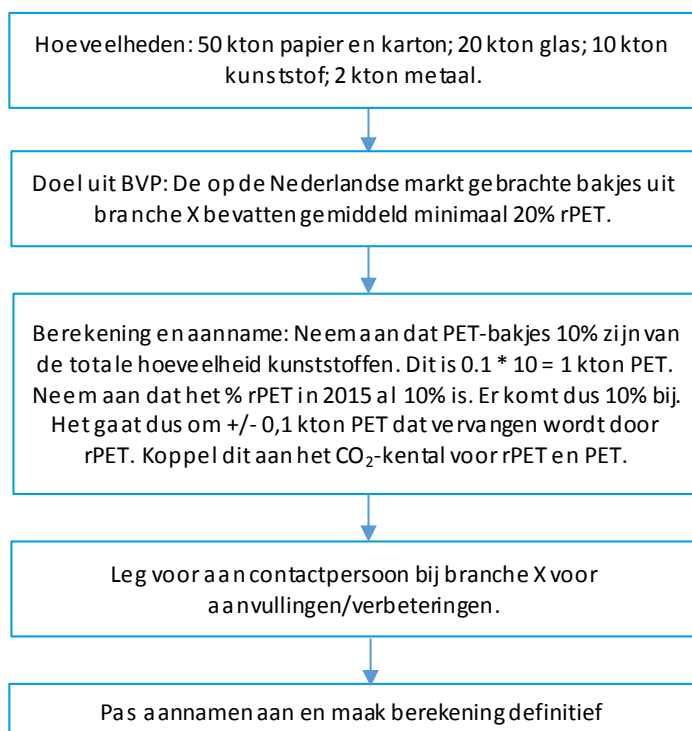 Hoeveelheden: 50 kton papier en karton; 20 kton glas; 10 kton
kunststof; 2 kton metaal.
Doel uit BVP: De op de Nederlandse markt gebrachte bakjes uit
branche X bevatten gemiddeld minimaal 20% rPET.
Berekening en aanname: Neem aan dat PET-bakjes 10% zijn van
de totale hoeveelheid kunststoffen. Dit is 0.1 * 10 = 1 kton PET.
Neem aan dat het % rPET in 2015 al 10% is. Er komt dus 10% bij.
Het gaat dus om +/- 0,1 kton PET dat vervangen wordt door
rPET. Koppel dit aan het CO₂-kental voor rPET en PET.
Leg voor aan contactpersoon bij branche X voor
aanvullingen/verbeteringen.
Pas aannamen aan en maak berekening definitief